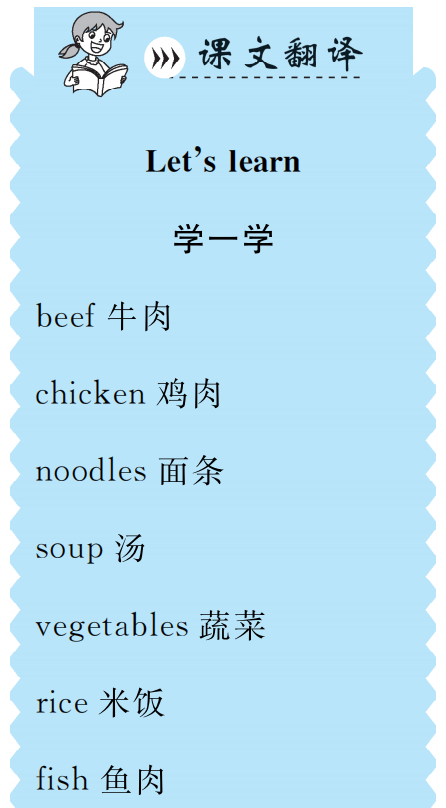 课文翻译
Let's learn
学一学
beef 牛肉
chicken 鸡肉
noodles 面条
soup 汤
vegetables 蔬菜
rice 米饭
fish 鱼肉